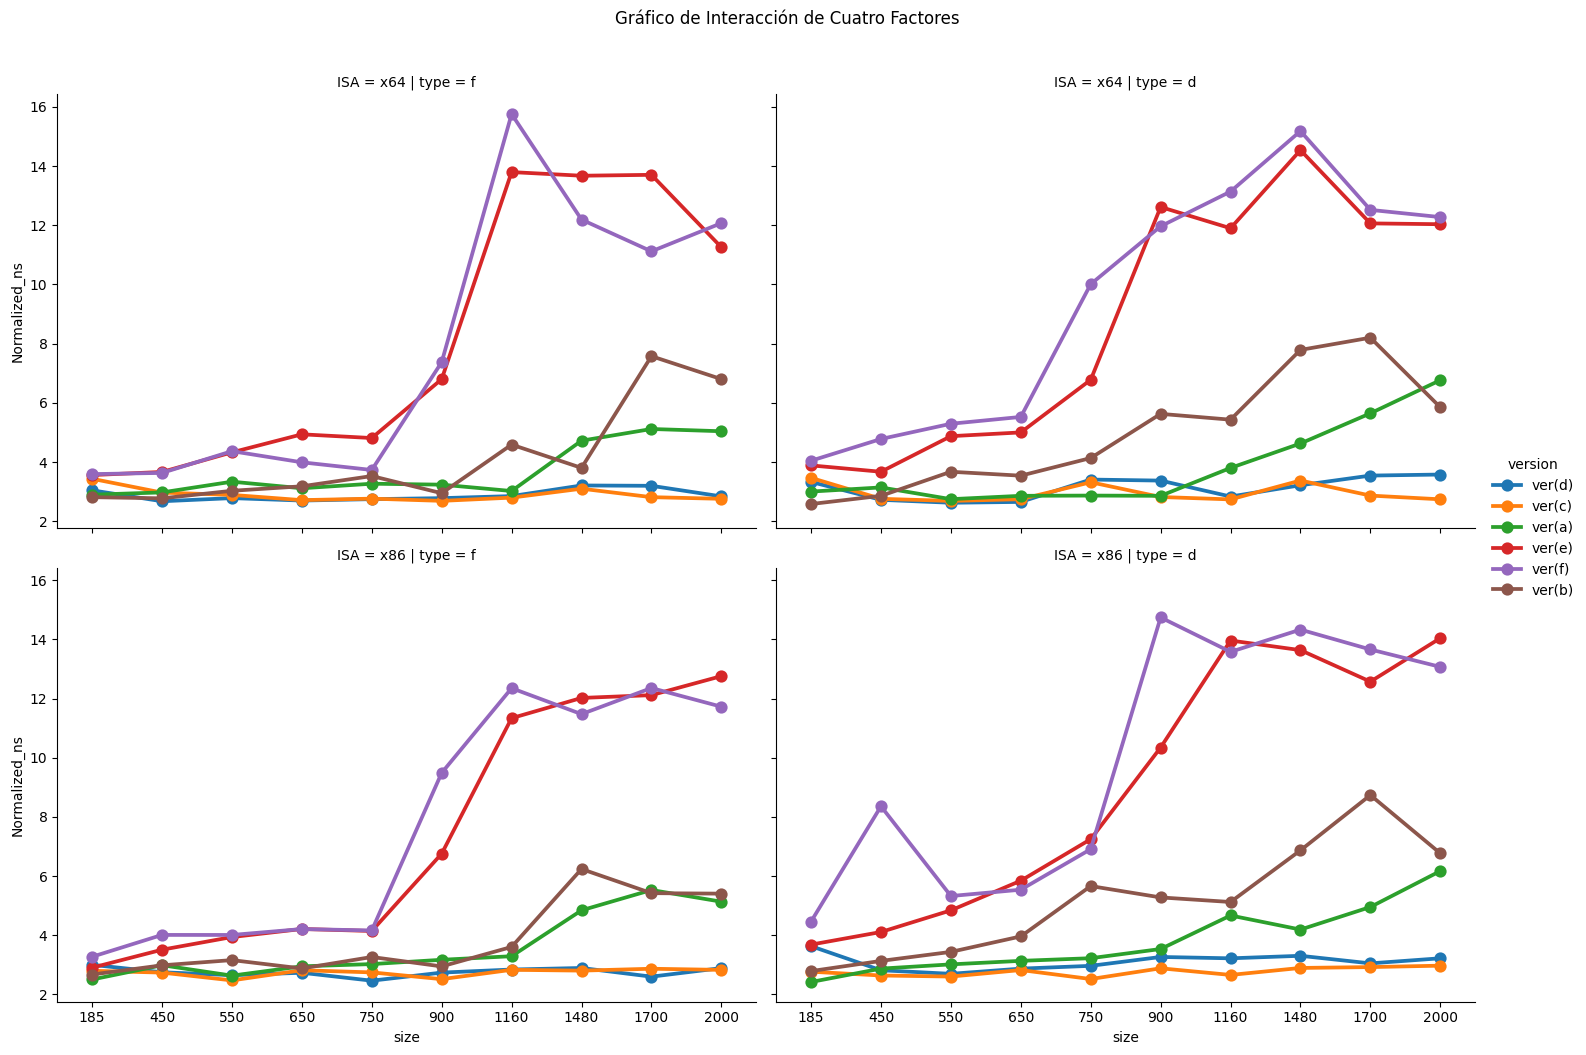 Gráfico de Interacción de Cuatro Factores
ISA = x64 | type = f
ISA = x64 | type = d
16
14
12
10
8
6
4
2
Normalized_ns
version
ver(d)
ver(c)
ver(a)
ver(e)
ver(f)
ver(b)
ISA = x86 | type = f
ISA = x86 | type = d
16
14
12
10
8
6
4
2
Normalized_ns
185 450 550 650 750 900 1160 1480 1700 2000
185 450 550 650 750 900 1160 1480 1700 2000
size
size